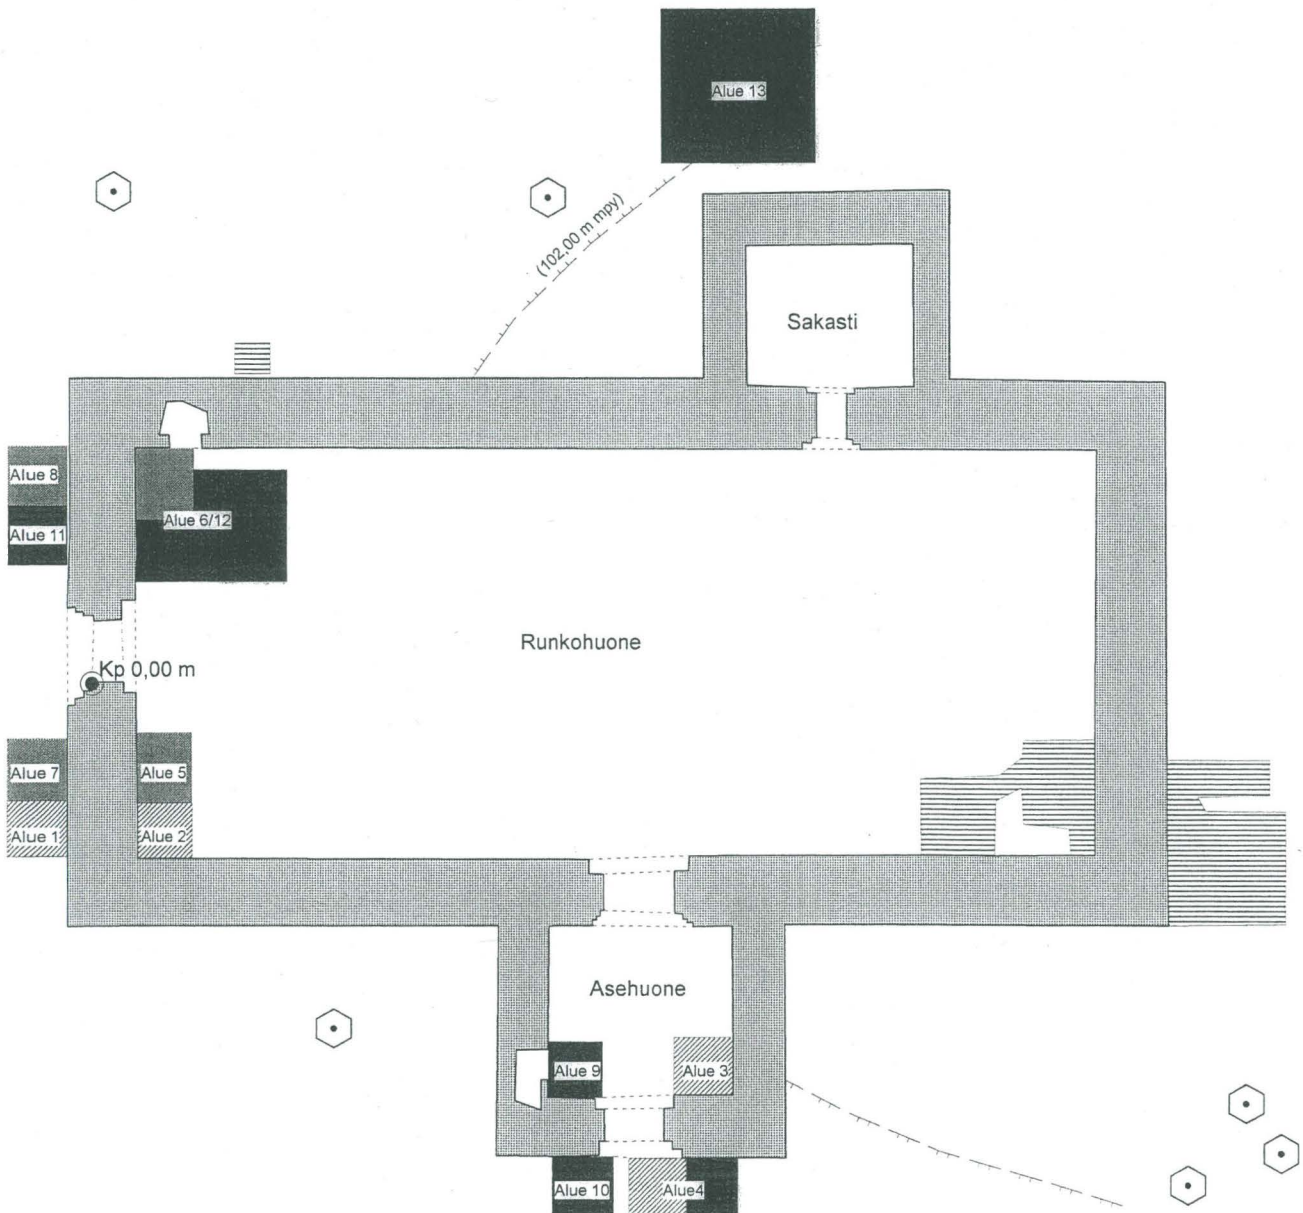 Alue 13
(102,00 m mpy)
Sakasti
Alue 8
Alue 11
Alue 6/12
Runkohuone
Kp 0,00 m
Alue 7
Alue 5
Alue 1
Alue 2
Asehuone
Alue 9
Alue 3
Alue 10
Alue4